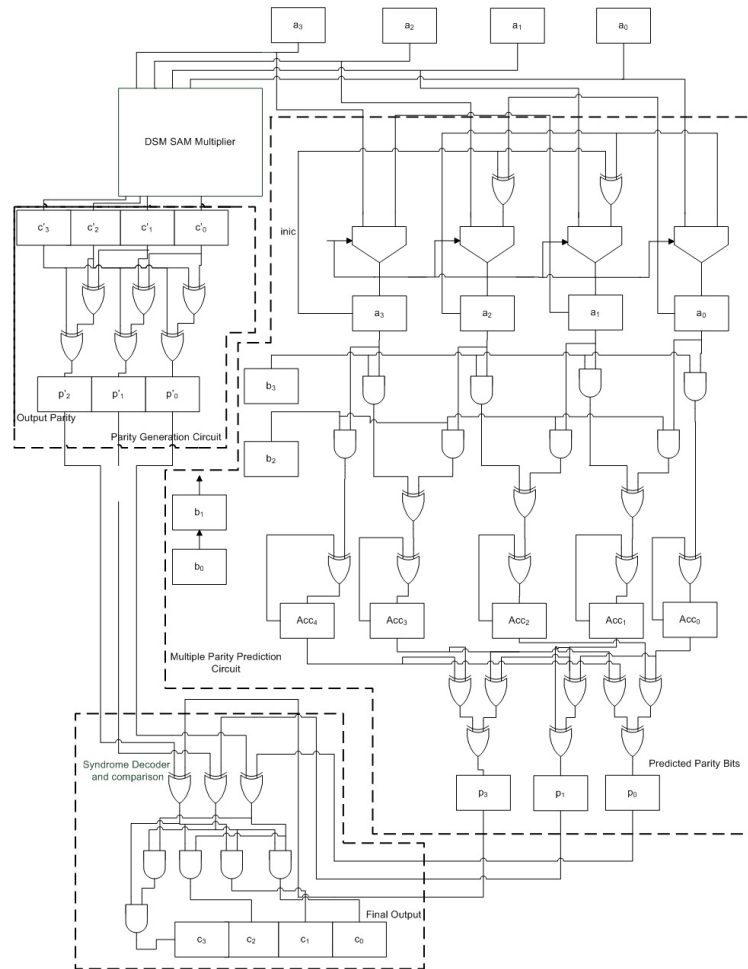 a₃ a₂ a₁ a₀
DSM SAM Multiplier
c'₃ c'₂ c'₁ c'₀
inic
a₃ a₂ a₁ a₀
b₃
p'₂ p'₁ p'₀
Output Parity
Parity Generation Circuit
b₂
b₁
b₀
Acc₄ Acc₃ Acc₂ Acc₁ Acc₀
Multiple Parity Prediction
Circuit
Syndrome Decoder
and comparison
Predicted Parity Bits
p₃ p₁ p₀
Final Output
c₃ c₂ c₁ c₀